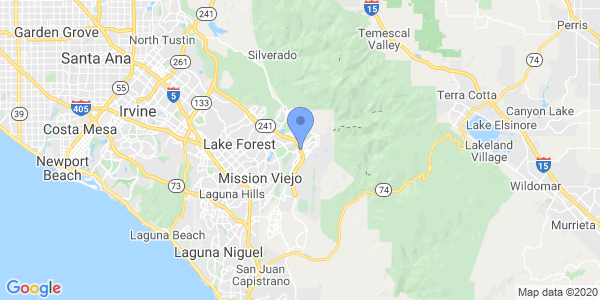 Garden Grove
North Tustin
241
Silverado
15
Temescal
Valley
Perris
Santa Ana
261
55
5
133
74
Terra Cotta
Canyon Lake
405
39
Irvine
Costa Mesa
241
Lake Forest
Lake Elsinore
Lakeland
Village
15
Newport
Beach
Mission Viejo
73
Laguna Hills
74
Wildomar
Murrieta
Laguna Beach
Laguna Niguel
San Juan
Capistrano
Google
Map data ©2020